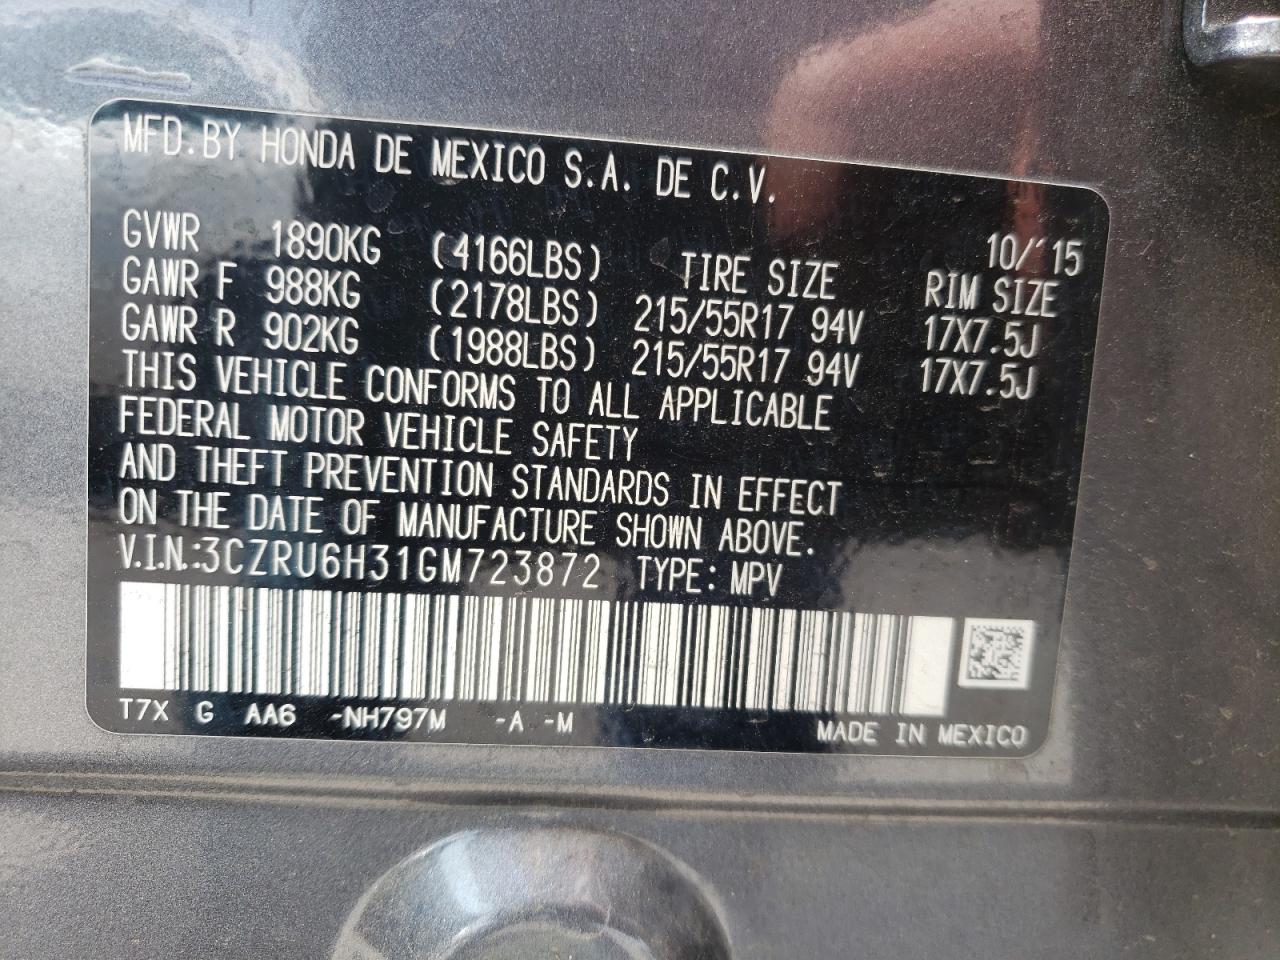 MFD.BY HONDA DE MEXICO S.A. DE C.V.
10/'15
GVWR 1890KG (4166LBS) TIRE SIZE RIM SIZE
GAWR F 988KG (2178LBS) 215/55R17 94V 17X7.5J
GAWR R 902KG (1988LBS) 215/55R17 94V 17X7.5J
THIS VEHICLE CONFORMS TO ALL APPLICABLE
FEDERAL MOTOR VEHICLE SAFETY
AND THEFT PREVENTION STANDARDS IN EFFECT
ON THE DATE OF MANUFACTURE SHOWN ABOVE.
V.I.N.:3CZRU6H31GM723872 TYPE: MPV
T7X G AA6 -NH797M -A -M MADE IN MEXICO